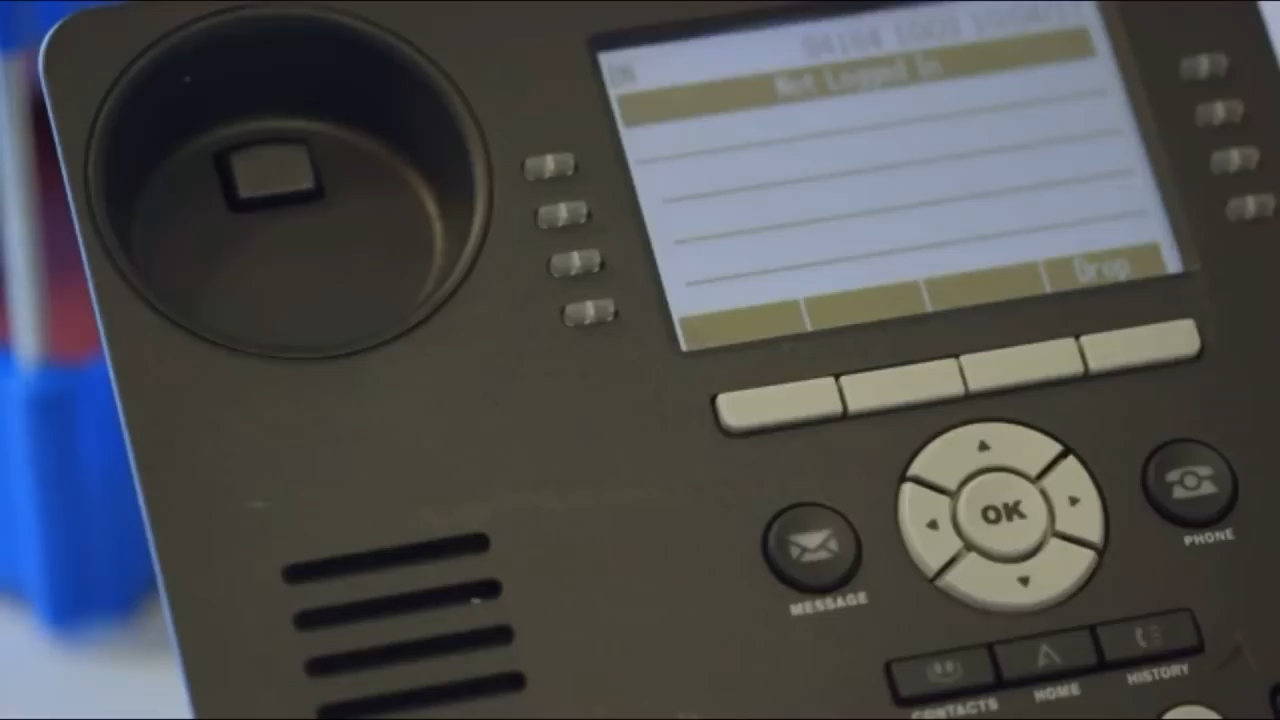 Not Logged In
Drop
OK
MESSAGE
PHONE
CONTACTS
HOME
HISTORY